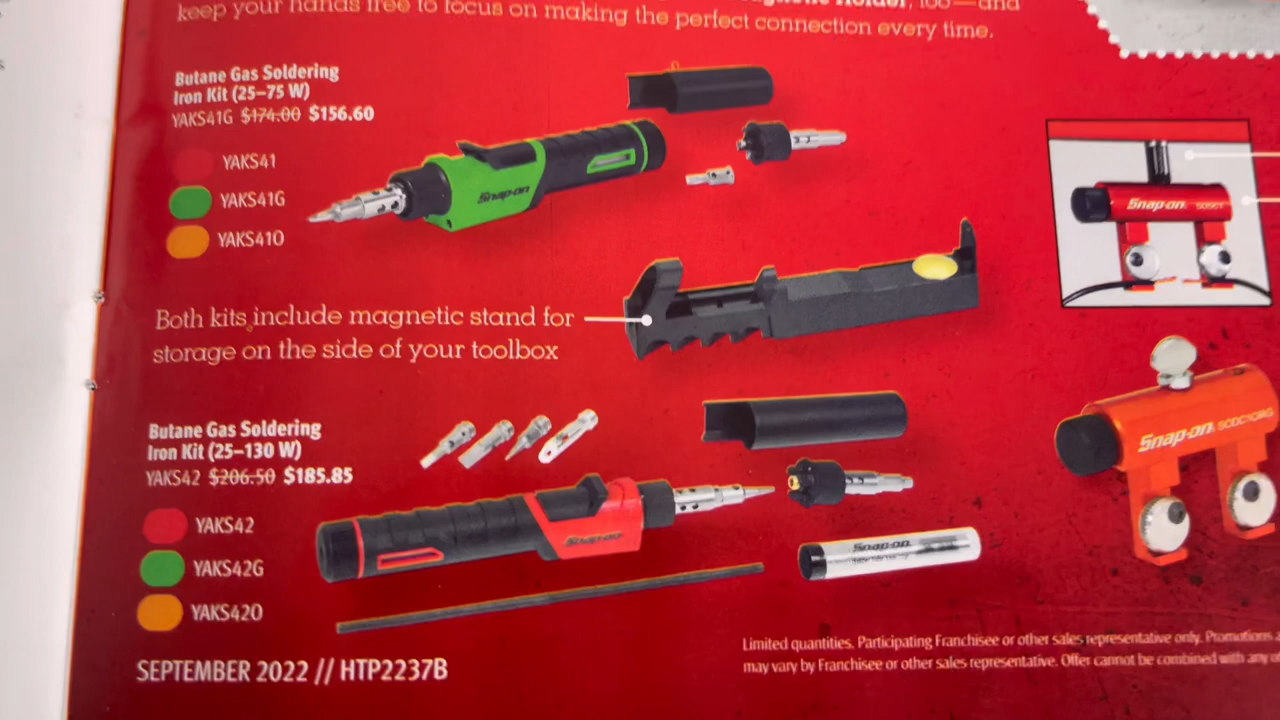 keep your hands free to focus on making the perfect connection every time.
Butane Gas Soldering
Iron Kit (25–75 W)
YAKS41G $174.00 $156.60
YAKS41
YAKS41G
YAKS41O
Snap-on
Both kits include magnetic stand for
storage on the side of your toolbox
Snap-on
Butane Gas Soldering
Iron Kit (25–130 W)
YAKS42 $206.50 $185.85
YAKS42
YAKS42G
YAKS42O
Snap-on
Snap-on
Snap-on
SEPTEMBER 2022 // HTP2237B
Limited quantities. Participating Franchisee or other sales representative only. Promotions
may vary by Franchisee or other sales representative. Offer cannot be combined with any